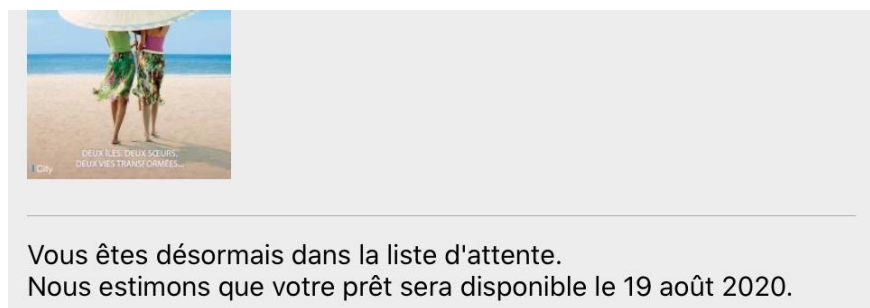 DEUX ÎLES, DEUX SŒURS,
DEUX VIES TRANSFORMÉES...
City
Vous êtes désormais dans la liste d'attente.
Nous estimons que votre prêt sera disponible le 19 août 2020.